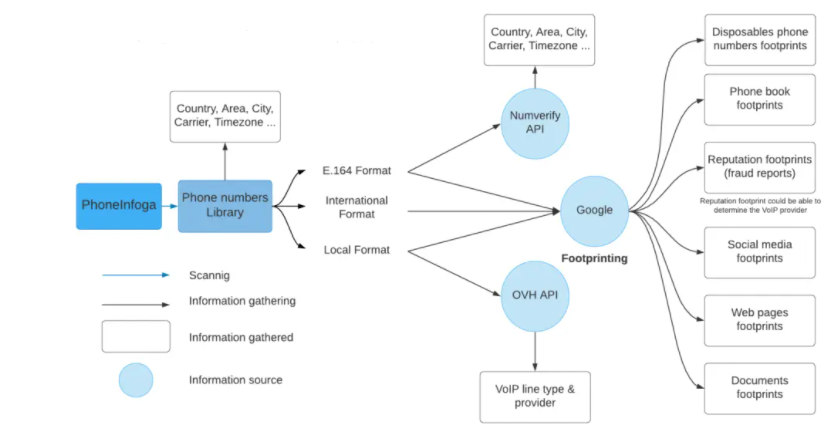 Country, Area, City,
Carrier, Timezone ...
Disposables phone
numbers footprints
Phone book
footprints
Country, Area, City,
Carrier, Timezone ...
Numverify
API
Reputation footprints
(fraud reports)
Reputation footprint could be able to
determine the VoIP provider
E.164 Format
PhoneInfoga
Phone numbers
Library
International
Format
Google
Local Format
Footprinting
Social media
footprints
Scannig
Information gathering
OVH API
Web pages
footprints
Information gathered
Information source
VoIP line type &
provider
Documents
footprints